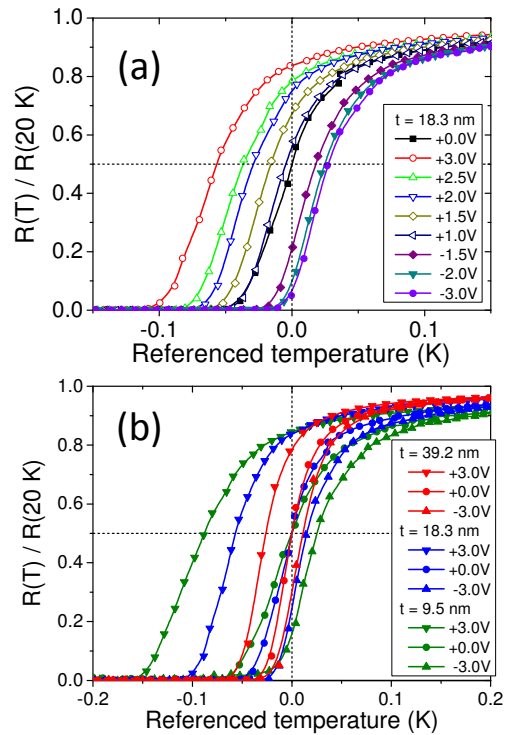 (a)
R(T) / R(20 K)
1.0
0.8
0.6
0.4
0.2
0.0
t = 18.3 nm
+0.0V
+3.0V
+2.5V
+2.0V
+1.5V
+1.0V
-1.5V
-2.0V
-3.0V
-0.1 0.0 0.1
Referenced temperature (K)
(b)
R(T) / R(20 K)
1.0
0.8
0.6
0.4
0.2
0.0
t = 39.2 nm
+3.0V
+0.0V
-3.0V
t = 18.3 nm
+3.0V
+0.0V
-3.0V
t = 9.5 nm
+3.0V
+0.0V
-3.0V
-0.2 -0.1 0.0 0.1 0.2
Referenced temperature (K)